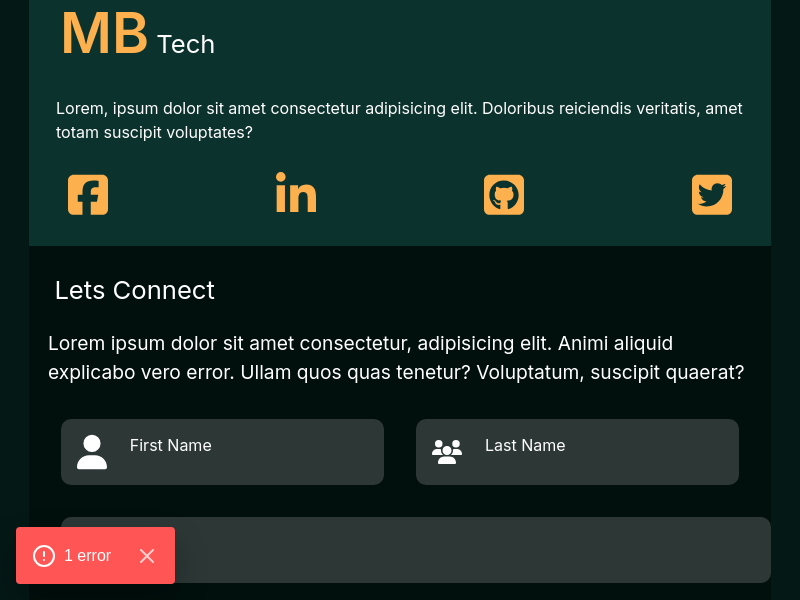 MB Tech
Lorem, ipsum dolor sit amet consectetur adipisicing elit. Doloribus reiciendis veritatis, amet
totam suscipit voluptates?
Lets Connect
Lorem ipsum dolor sit amet consectetur, adipisicing elit. Animi aliquid
explicabo vero error. Ullam quos quas tenetur? Voluptatum, suscipit quaerat?
First Name
Last Name
1 error